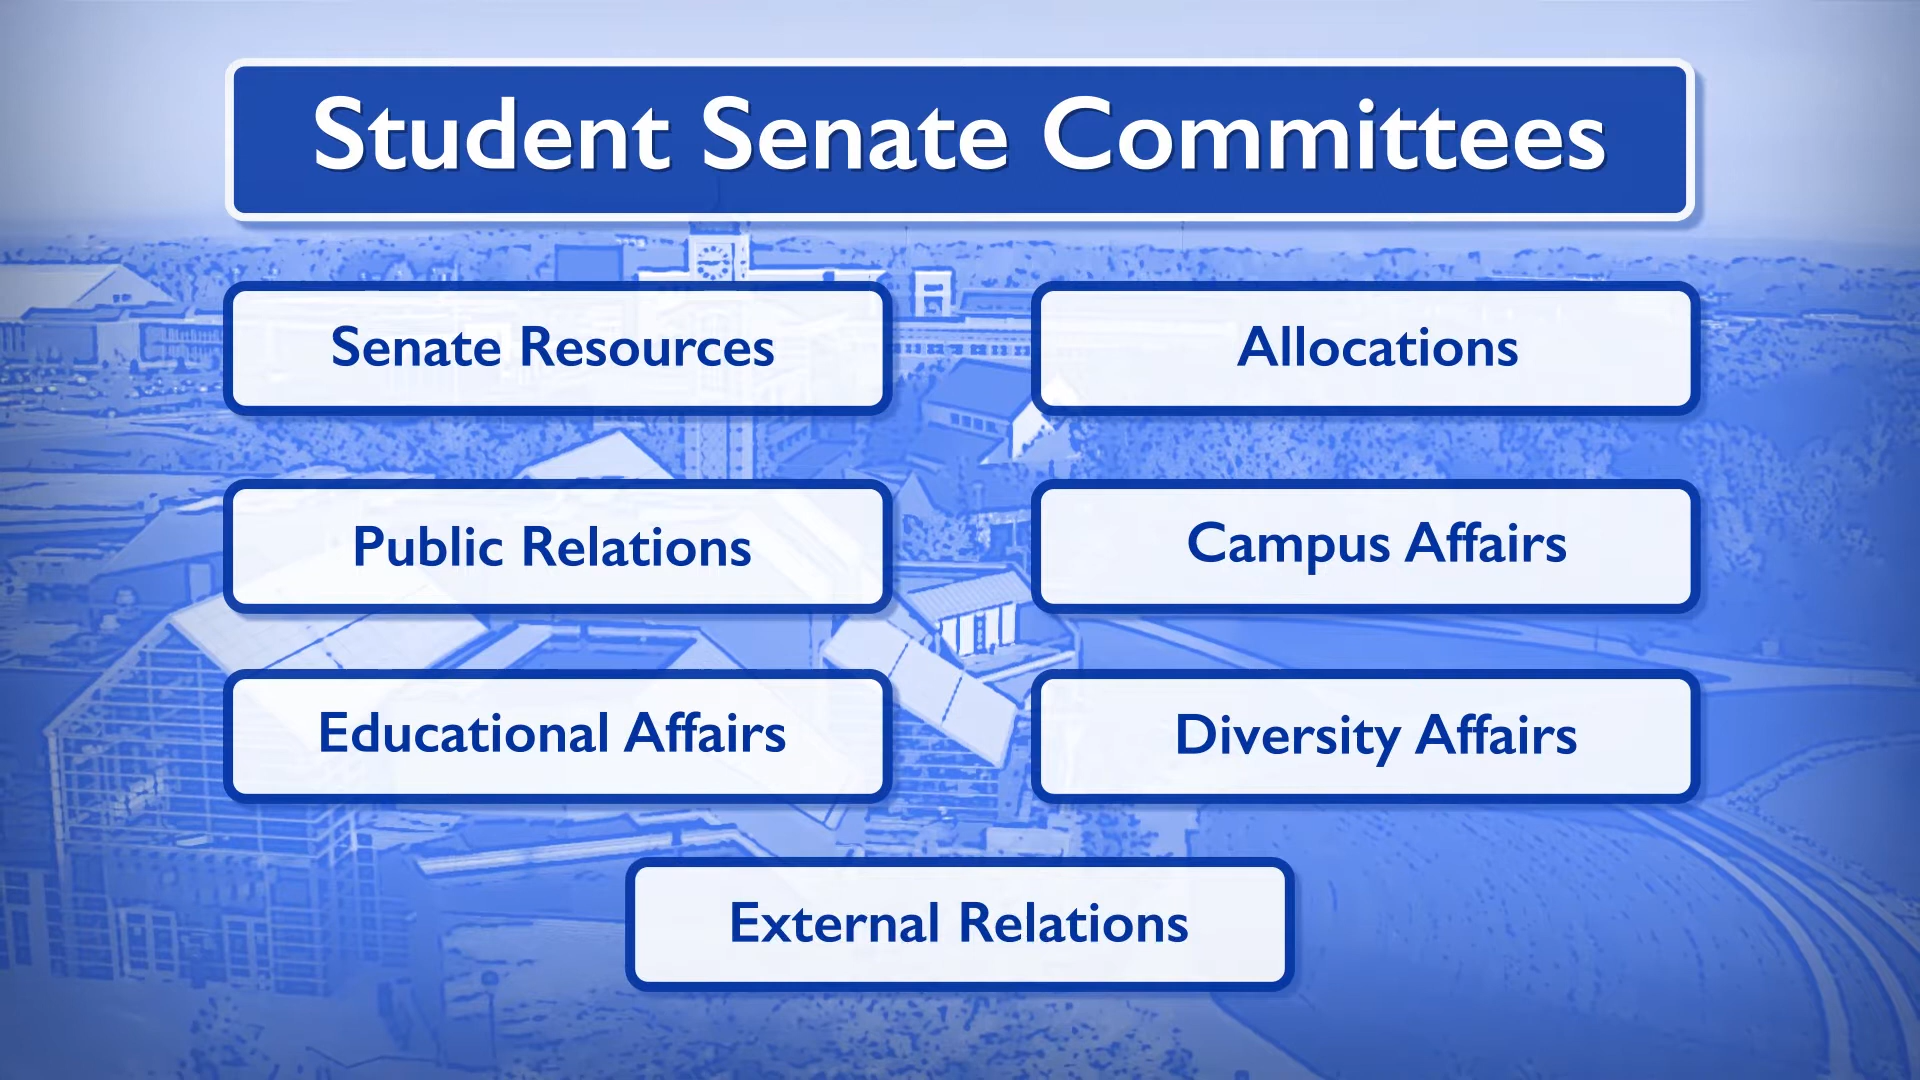 Student Senate Committees
Senate Resources
Allocations
Public Relations
Campus Affairs
Educational Affairs
Diversity Affairs
External Relations